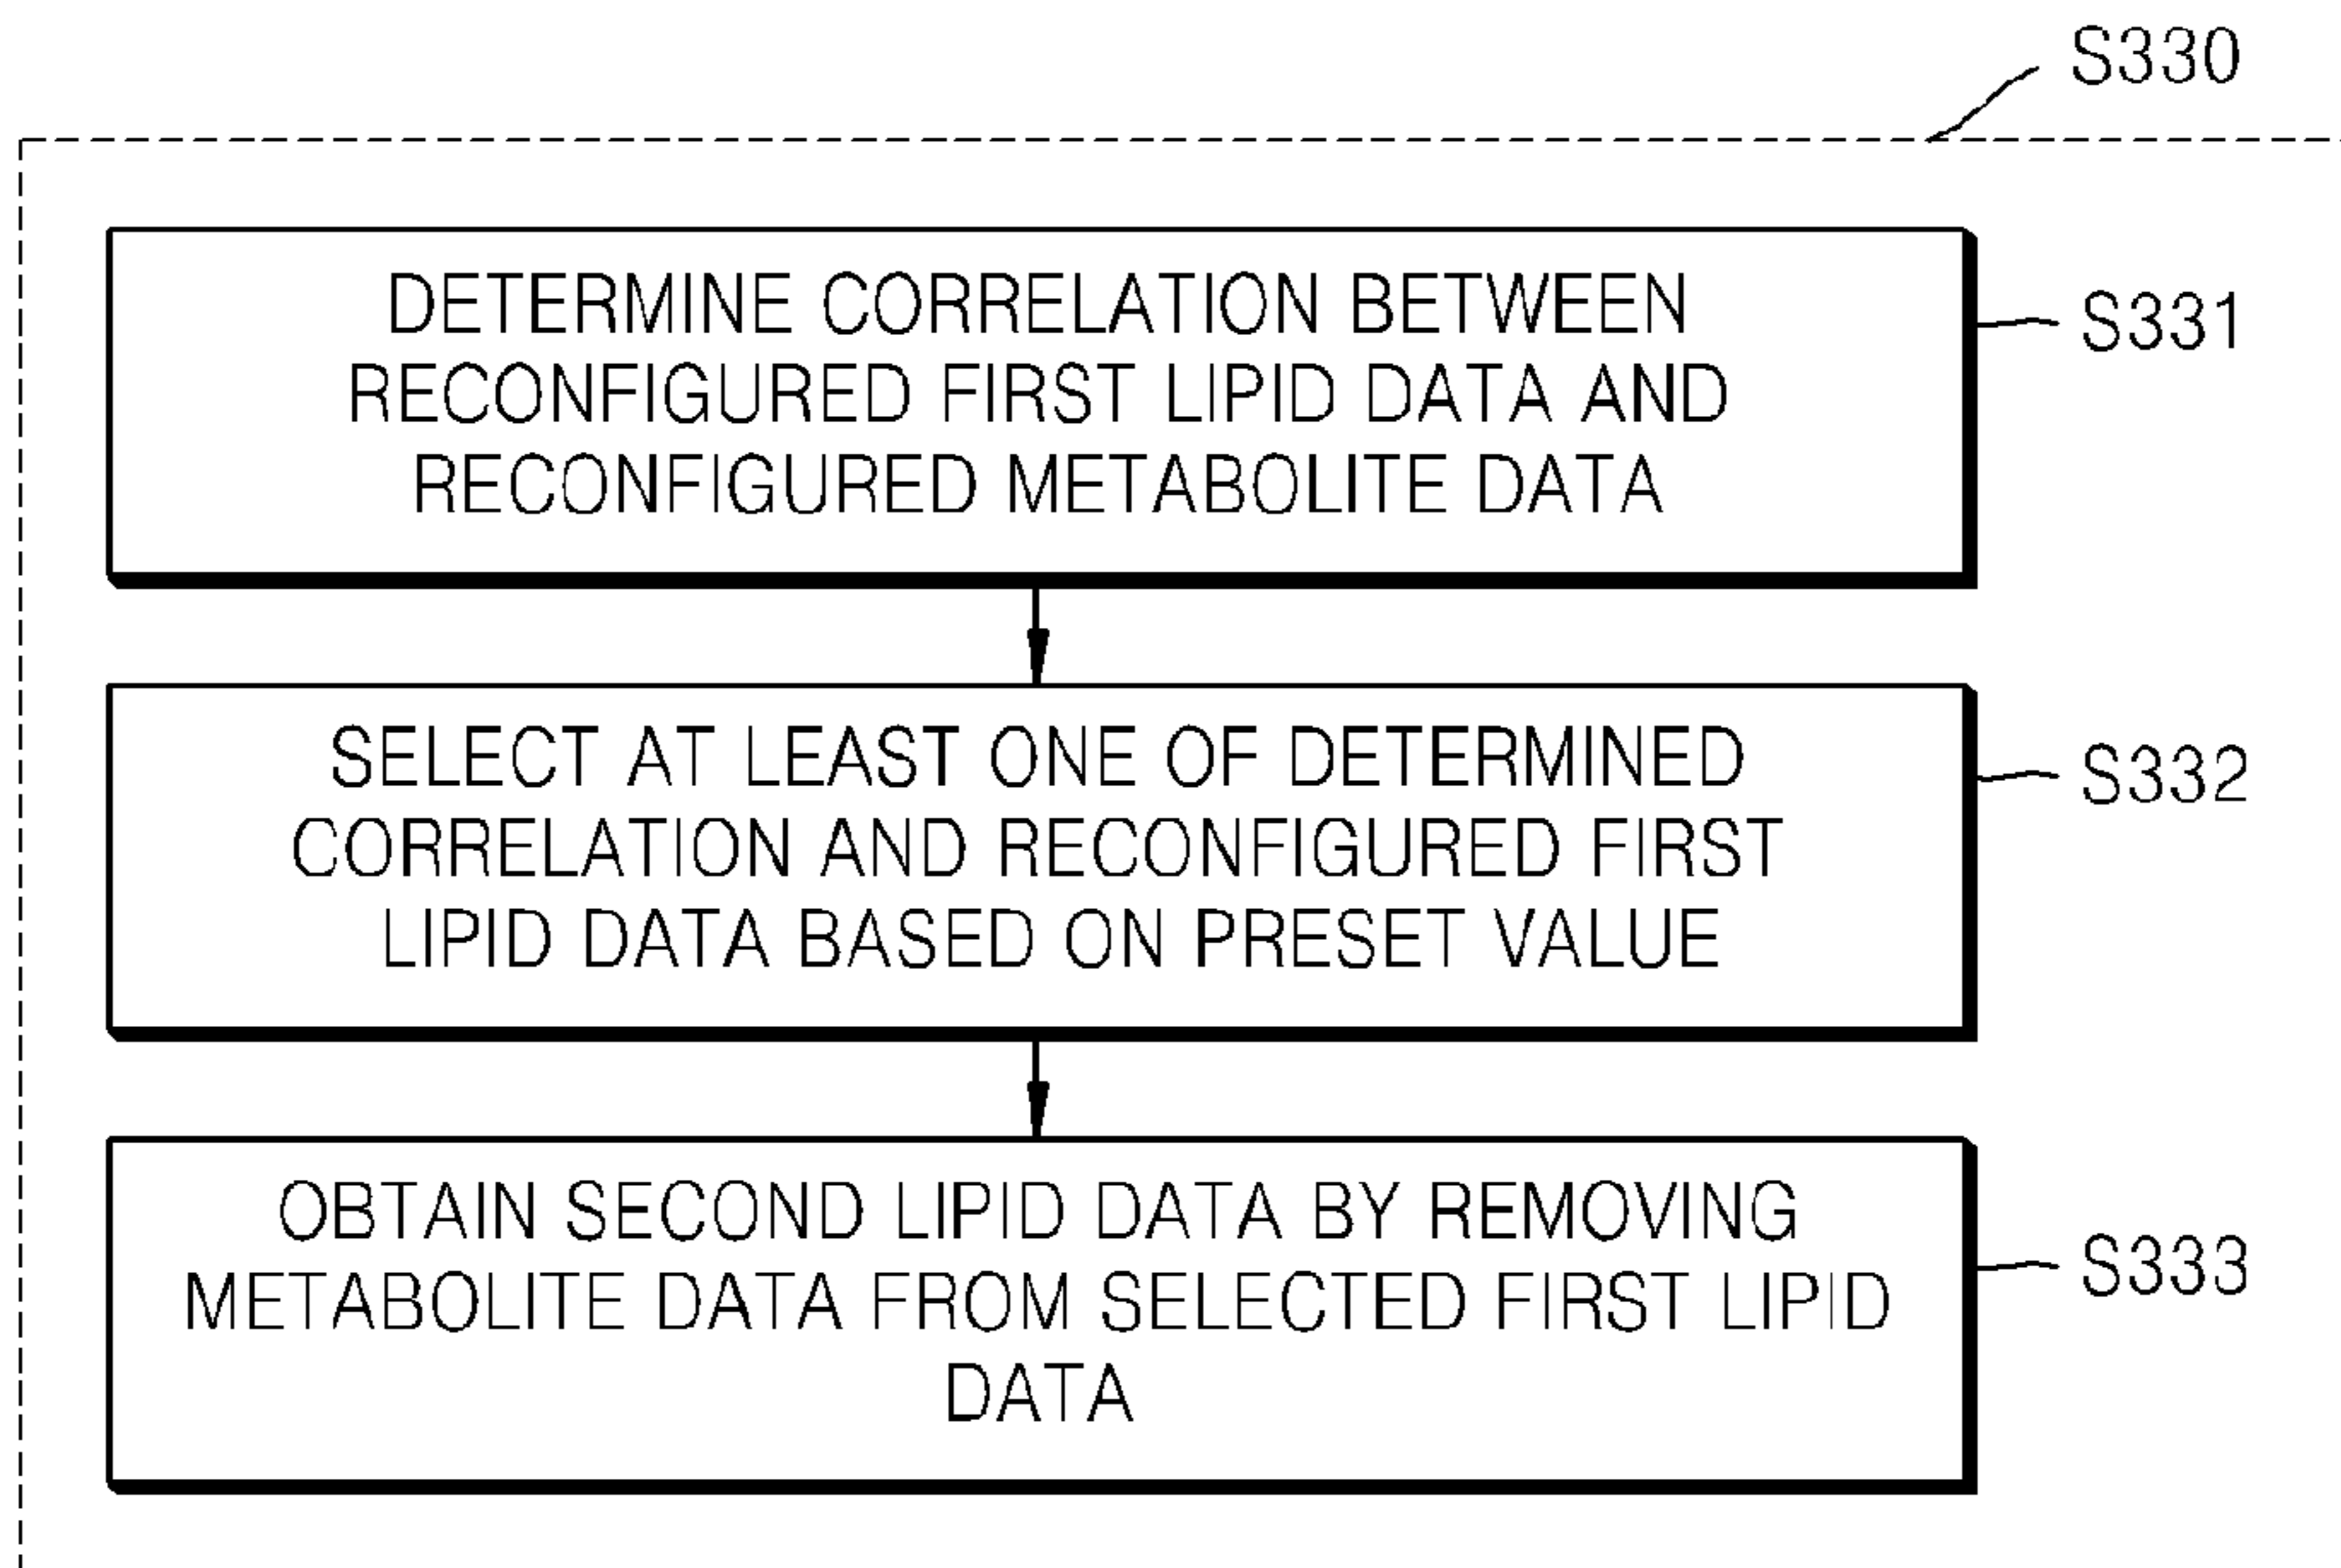 S330
DETERMINE CORRELATION BETWEEN
RECONFIGURED FIRST LIPID DATA AND
RECONFIGURED METABOLITE DATA
S331
SELECT AT LEAST ONE OF DETERMINED
CORRELATION AND RECONFIGURED FIRST
LIPID DATA BASED ON PRESET VALUE
S332
OBTAIN SECOND LIPID DATA BY REMOVING
METABOLITE DATA FROM SELECTED FIRST LIPID
DATA
S333